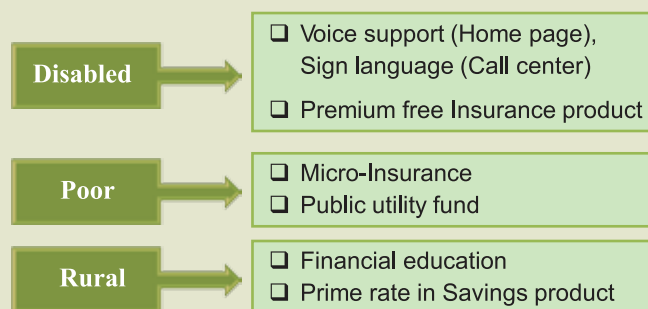 Disabled
❑ Voice support (Home page),
Sign language (Call center)
❑ Premium free Insurance product
Poor
❑ Micro-Insurance
❑ Public utility fund
Rural
❑ Financial education
❑ Prime rate in Savings product